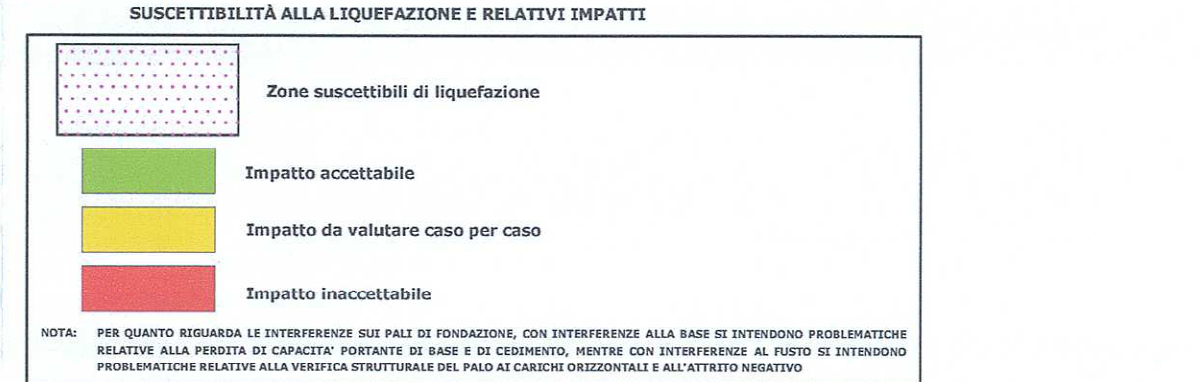 SUSCETTIBILITÀ ALLA LIQUEFAZIONE E RELATIVI IMPATTI
Zone suscettibili di liquefazione
Impatto accettabile
Impatto da valutare caso per caso
Impatto inaccettabile
NOTA: PER QUANTO RIGUARDA LE INTERFERENZE SUI PALI DI FONDAZIONE, CON INTERFERENZE ALLA BASE SI INTENDONO PROBLEMATICHE
RELATIVE ALLA PERDITA DI CAPACITA' PORTANTE DI BASE E DI CEDIMENTO, MENTRE CON INTERFERENZE AL FUSTO SI INTENDONO
PROBLEMATICHE RELATIVE ALLA VERIFICA STRUTTURALE DEL PALO AI CARICHI ORIZZONTALI E ALL'ATTRITO NEGATIVO